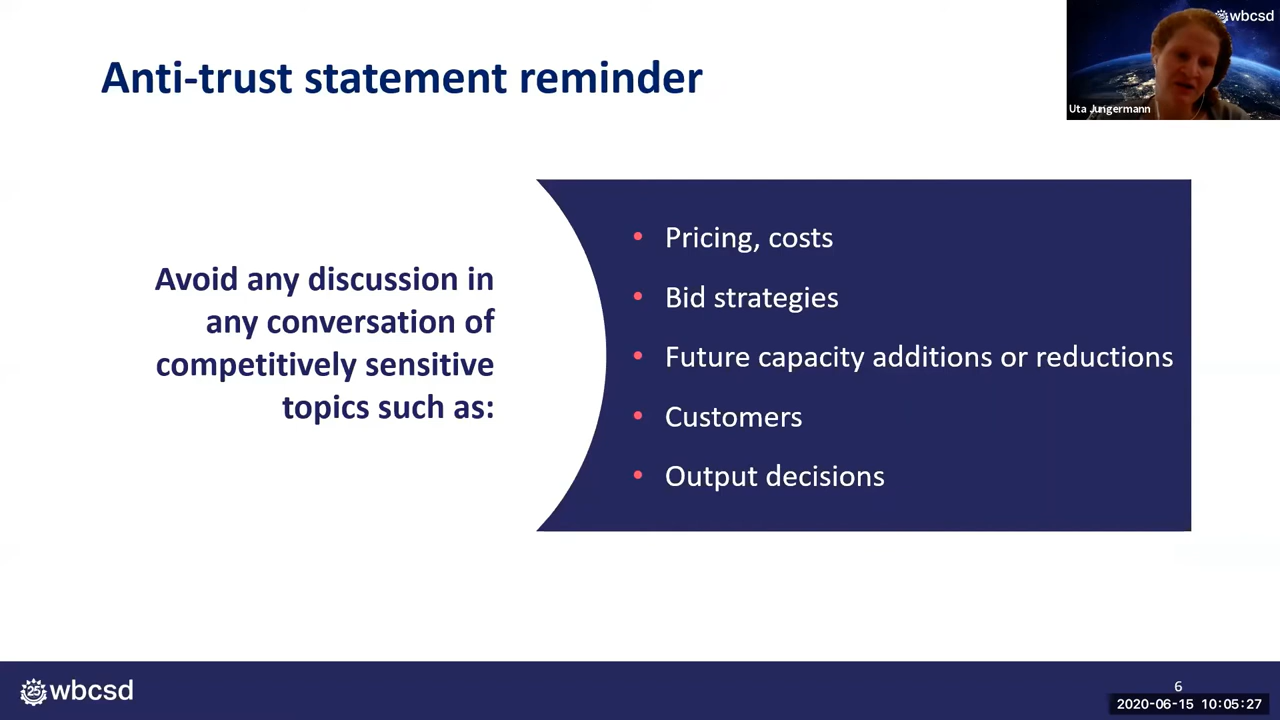 Anti-trust statement reminder
wbcsd
Uta Jungermann
Avoid any discussion in
any conversation of
competitively sensitive
topics such as:
• Pricing, costs
• Bid strategies
• Future capacity additions or reductions
• Customers
• Output decisions
25 wbcsd
6
2020-06-15 10:05:27